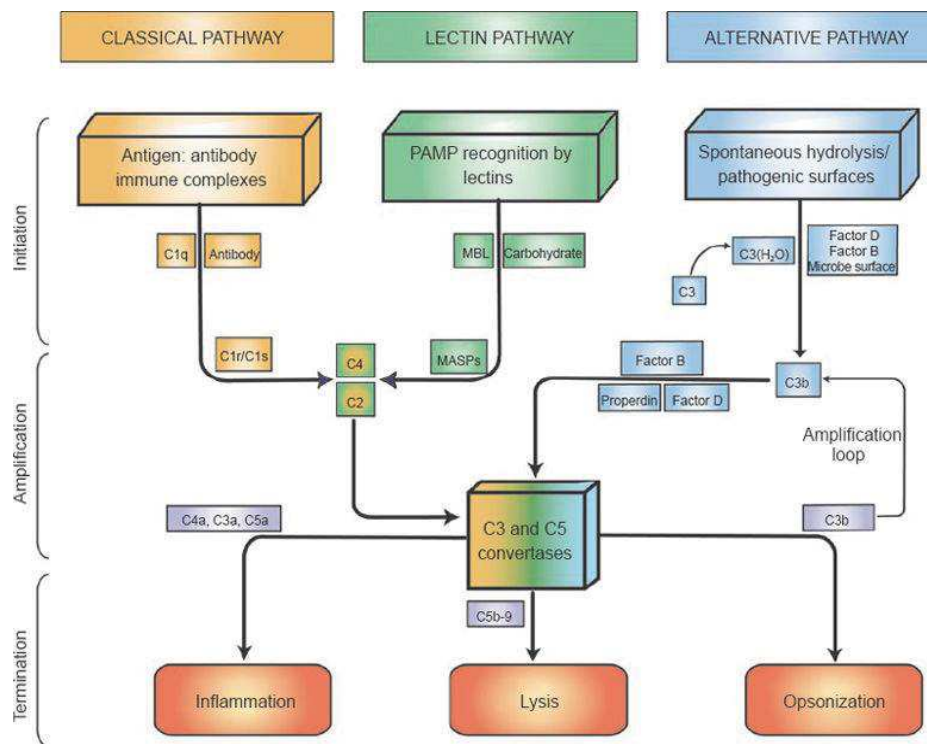 CLASSICAL PATHWAY
LECTIN PATHWAY
ALTERNATIVE PATHWAY
Initiation
Antigen: antibody
immune complexes
PAMP recognition by
lectins
Spontaneous hydrolysis/
pathogenic surfaces
C1q
Antibody
MBL
Carbohydrate
C3
C3(H₂O)
Factor D
Factor B
Microbe surface
Amplification
C1r/C1s
C4
C2
MASPs
Factor B
Properdin
Factor D
C3b
Amplification
loop
C4a, C3a, C5a
C3 and C5
convertases
C3b
Termination
C5b-9
Inflammation
Lysis
Opsonization